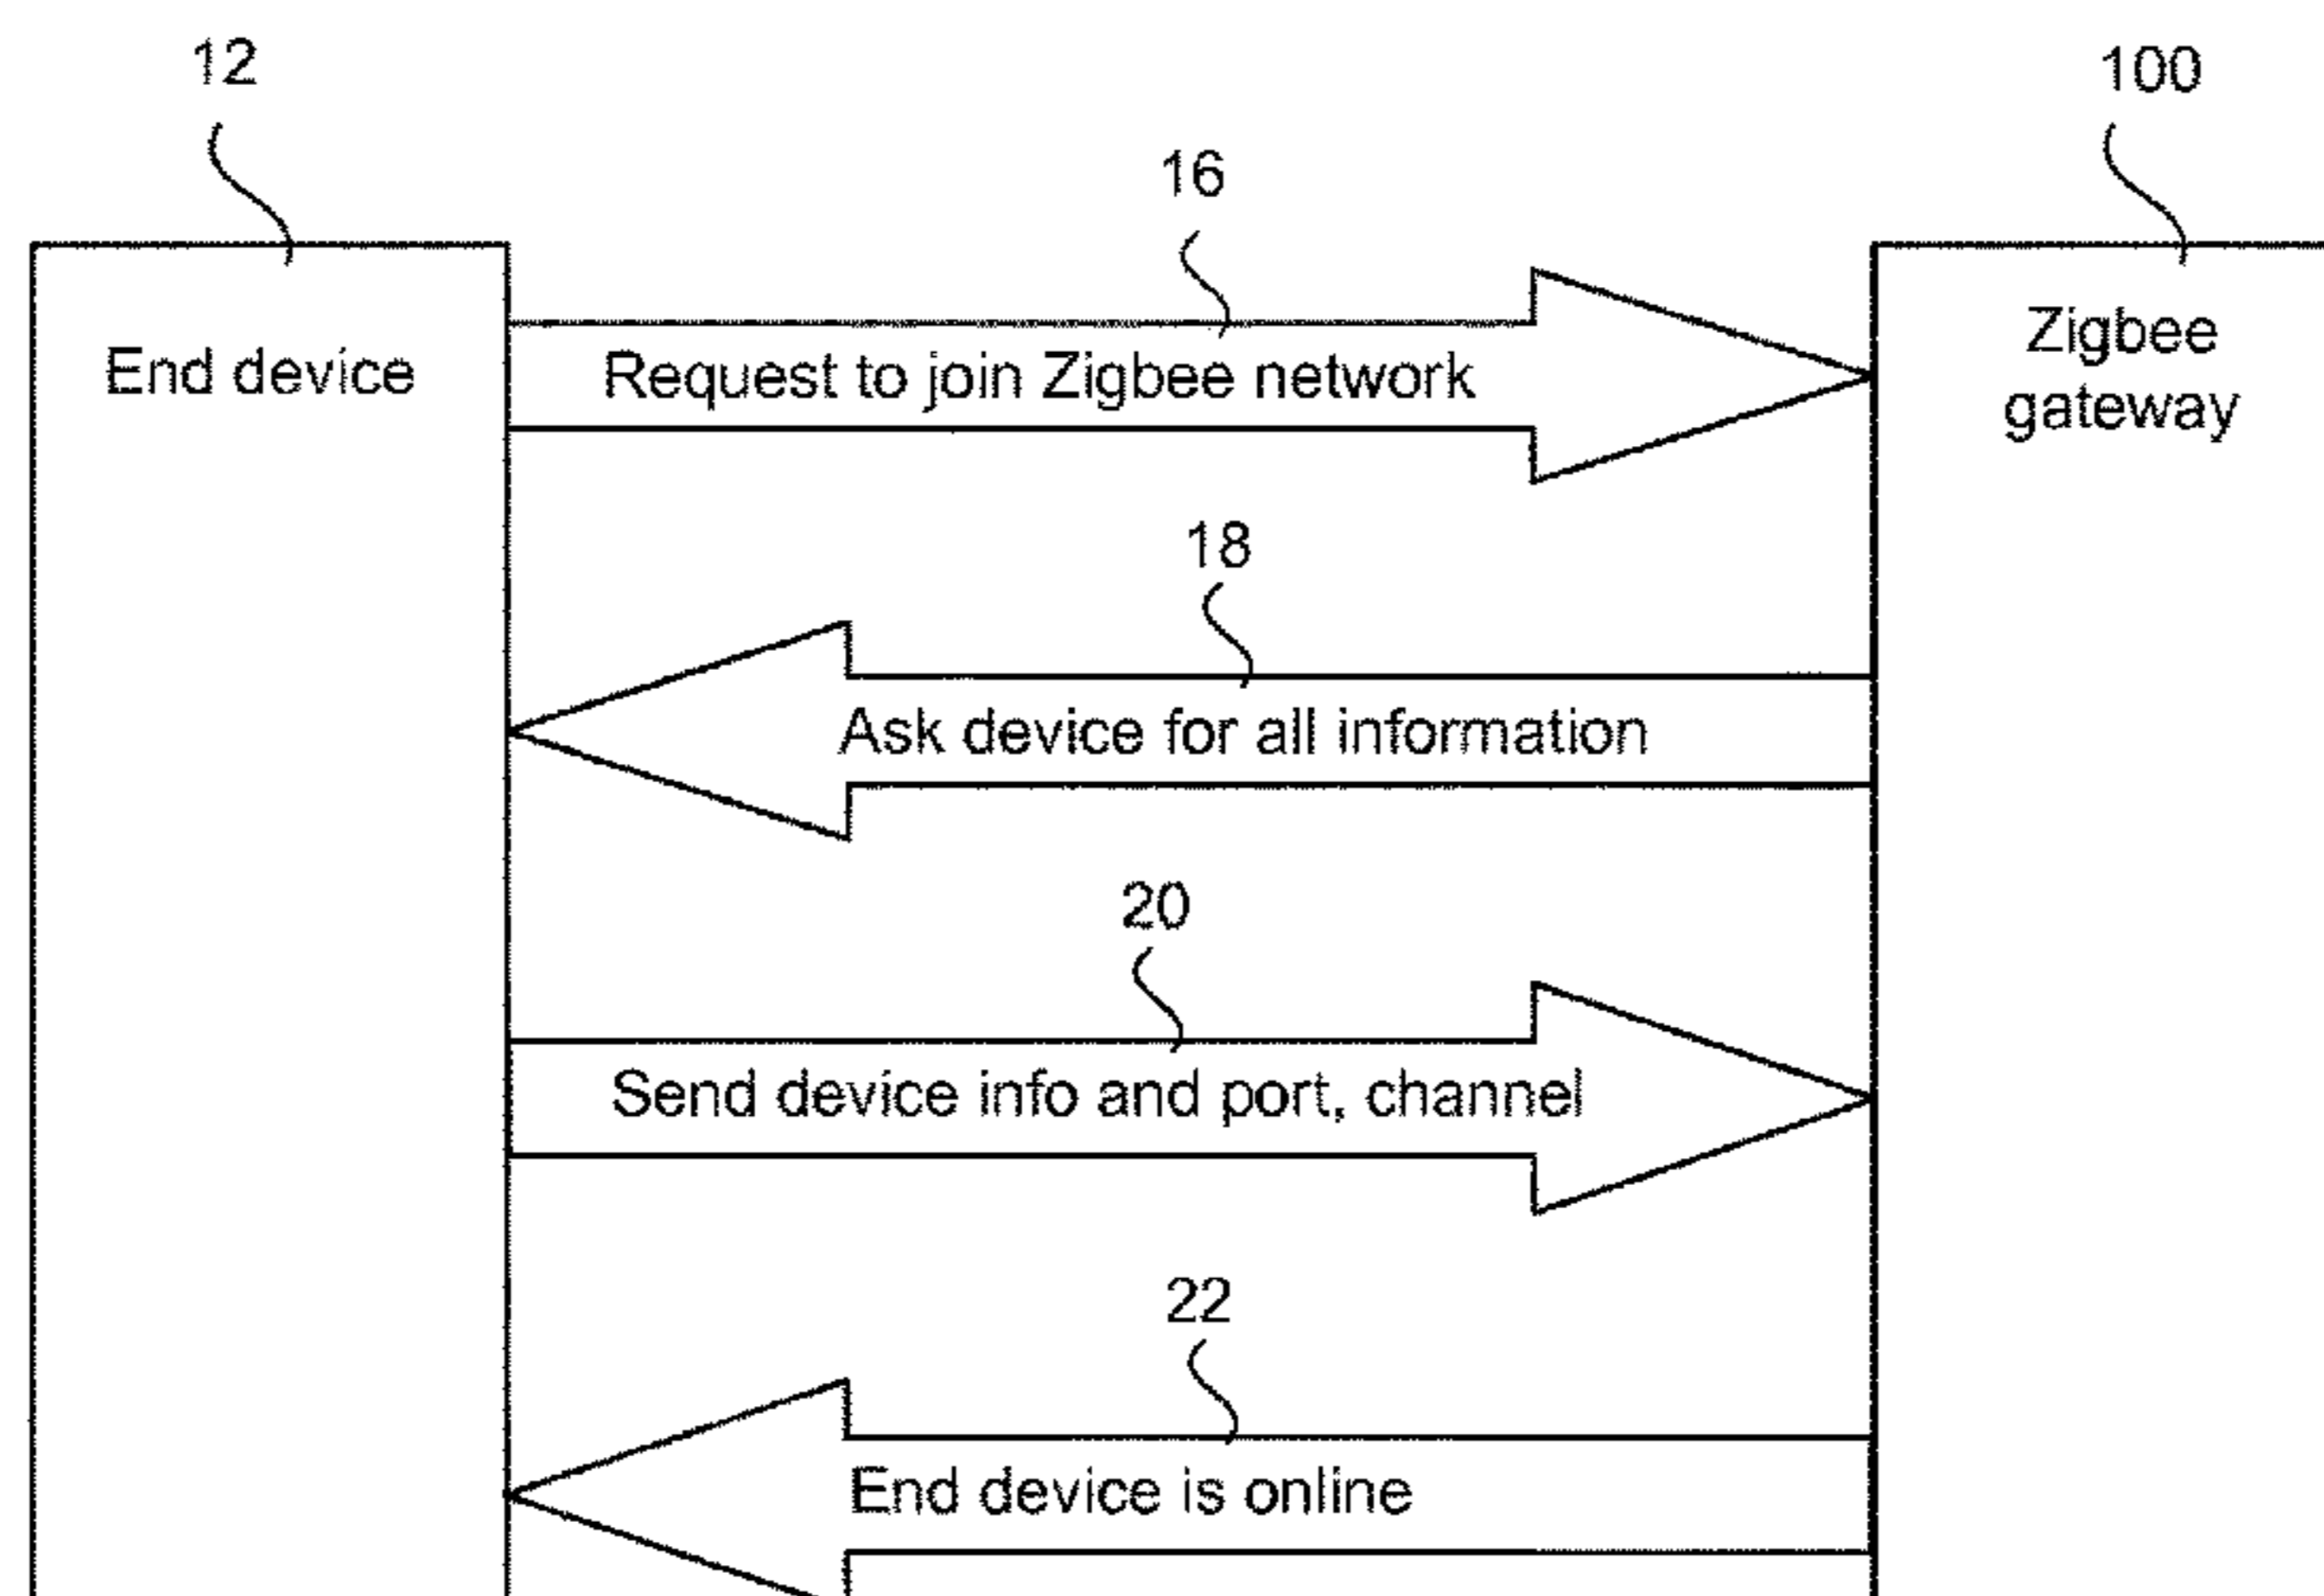 12
100
16
End device
Request to join Zigbee network
Zigbee
gateway
18
Ask device for all information
20
Send device info and port, channel
22
End device is online